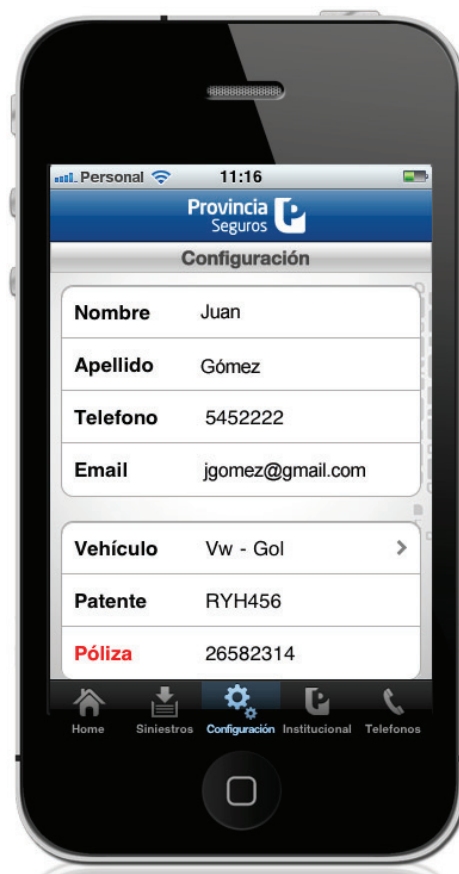 Personal 11:16
Provincia
Seguros
Configuración
Nombre Juan
Apellido Gómez
Telefono 5452222
Email jgomez@gmail.com
Vehículo Vw - Gol
Patente RYH456
Póliza 26582314
Home Siniestros Configuración Institucional Telefonos